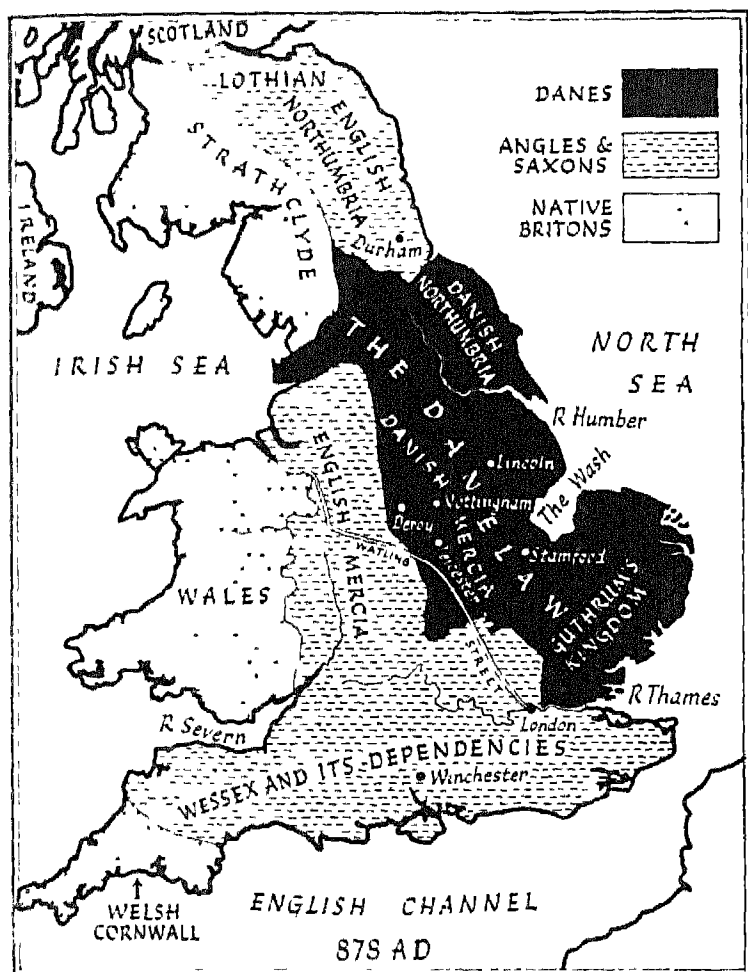 SCOTLAND
LOTHIAN
ENGLISH
NORTHUMBRIA
STRATHCLYDE
Durham
IRELAND
DANES
ANGLES &
SAXONS
NATIVE
BRITONS
IRISH SEA
NORTH
SEA
DANISH
NORTHUMBRIA
THE DANELAW
R Humber
DANISH
MERCIA
Lincoln
Nottingham
The Wash
Stamford
ENGLISH
MERCIA
WATLING
STREET
WALES
GUTHRUM'S
KINGDOM
R Thames
London
R Severn
WESSEX AND ITS-DEPENDENCIES
Winchester
WELSH
CORNWALL
ENGLISH CHANNEL
878 AD